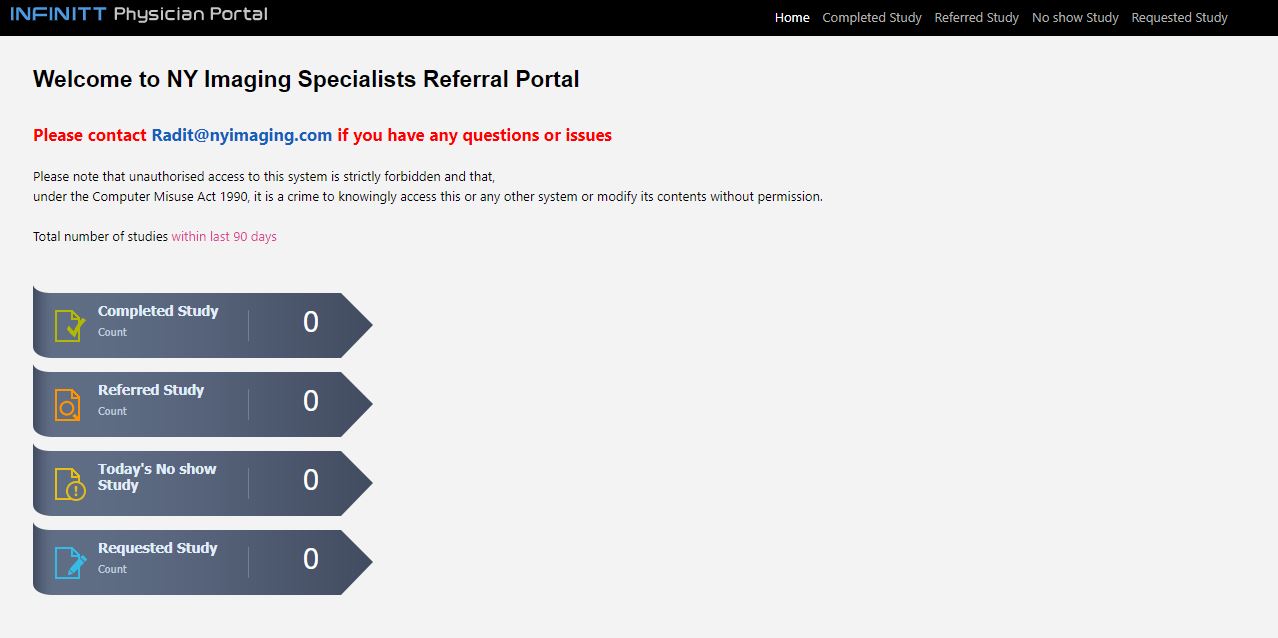 INFINITT Physician Portal
Home Completed Study Referred Study No show Study Requested Study
Welcome to NY Imaging Specialists Referral Portal
Please contact Radit@nyimaging.com if you have any questions or issues
Please note that unauthorised access to this system is strictly forbidden and that,
under the Computer Misuse Act 1990, it is a crime to knowingly access this or any other system or modify its contents without permission.
Total number of studies within last 90 days
Completed Study
Count
0
Referred Study
Count
0
Today's No show
Study
0
Requested Study
Count
0